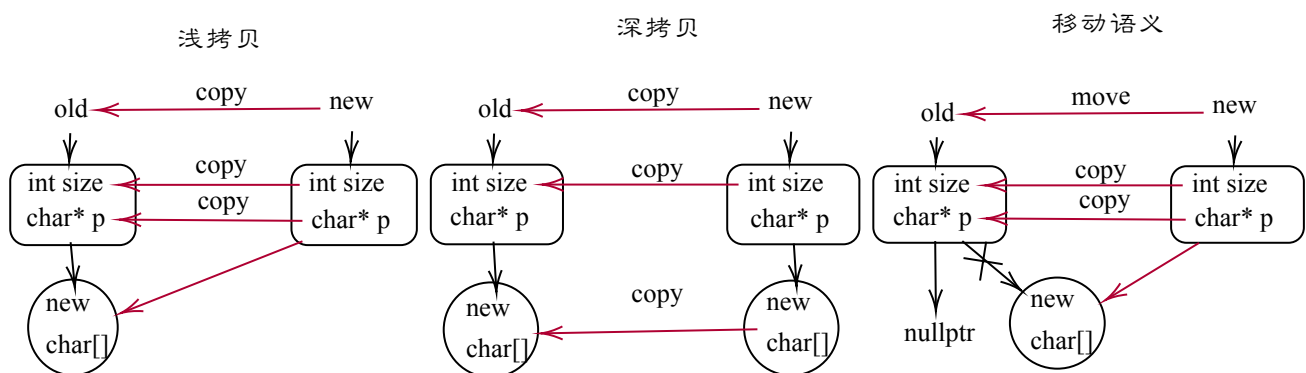 浅拷贝
old
copy
new
int size
copy
int size
char* p
copy
char* p
new
char[]
深拷贝
old
copy
new
int size
copy
int size
char* p
char* p
new
copy
new
char[]
char[]
移动语义
old
move
new
int size
copy
int size
char* p
copy
char* p
nullptr
new
char[]